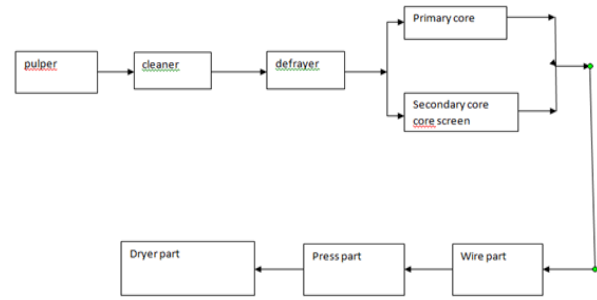 pulper
cleaner
defrayer
Primary core
Secondary core
core screen
Wire part
Press part
Dryer part